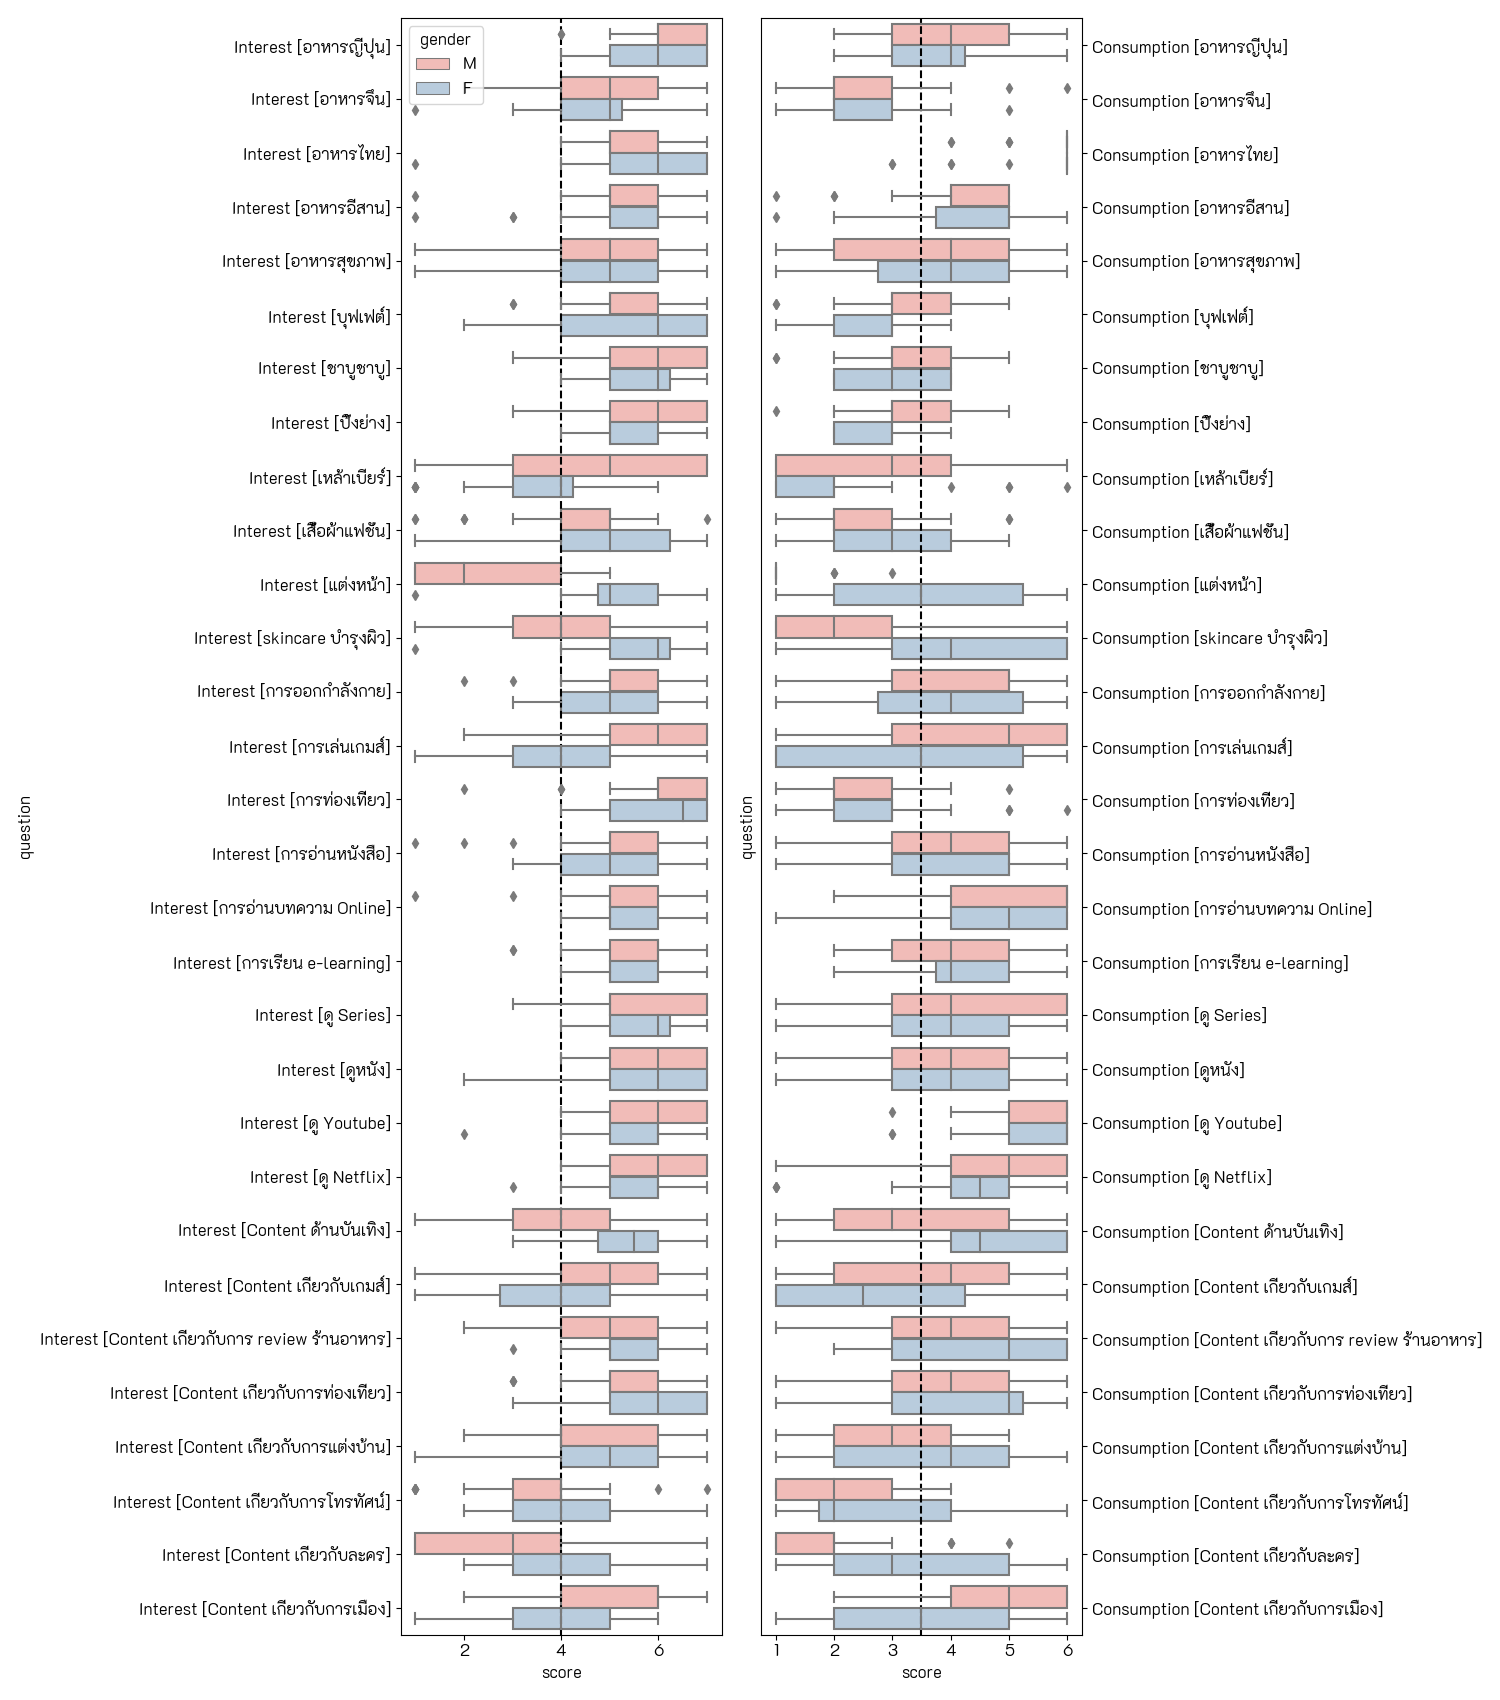 gender
M
F
Interest [อาหารญี่ปุ่น]
Interest [อาหารจีน]
Interest [อาหารไทย]
Interest [อาหารอีสาน]
Interest [อาหารสุขภาพ]
Interest [บุฟเฟต์]
Interest [ชาบูชาบู]
Interest [ปิ้งย่าง]
Interest [เหล้าเบียร์]
Interest [เสื้อผ้าแฟชั่น]
Interest [แต่งหน้า]
Interest [skincare บำรุงผิว]
Interest [การออกกำลังกาย]
Interest [การเล่นเกมส์]
Interest [การท่องเที่ยว]
Interest [การอ่านหนังสือ]
Interest [การอ่านบทความ Online]
Interest [การเรียน e-learning]
Interest [ดู Series]
Interest [ดูหนัง]
Interest [ดู Youtube]
Interest [ดู Netflix]
Interest [Content ด้านบันเทิง]
Interest [Content เกี่ยวกับเกมส์]
Interest [Content เกี่ยวกับการ review ร้านอาหาร]
Interest [Content เกี่ยวกับการท่องเที่ยว]
Interest [Content เกี่ยวกับการแต่งบ้าน]
Interest [Content เกี่ยวกับการโทรทัศน์]
Interest [Content เกี่ยวกับละคร]
Interest [Content เกี่ยวกับการเมือง]
question
2 4 6
score
Consumption [อาหารญี่ปุ่น]
Consumption [อาหารจีน]
Consumption [อาหารไทย]
Consumption [อาหารอีสาน]
Consumption [อาหารสุขภาพ]
Consumption [บุฟเฟต์]
Consumption [ชาบูชาบู]
Consumption [ปิ้งย่าง]
Consumption [เหล้าเบียร์]
Consumption [เสื้อผ้าแฟชั่น]
Consumption [แต่งหน้า]
Consumption [skincare บำรุงผิว]
Consumption [การออกกำลังกาย]
Consumption [การเล่นเกมส์]
Consumption [การท่องเที่ยว]
Consumption [การอ่านหนังสือ]
Consumption [การอ่านบทความ Online]
Consumption [การเรียน e-learning]
Consumption [ดู Series]
Consumption [ดูหนัง]
Consumption [ดู Youtube]
Consumption [ดู Netflix]
Consumption [Content ด้านบันเทิง]
Consumption [Content เกี่ยวกับเกมส์]
Consumption [Content เกี่ยวกับการ review ร้านอาหาร]
Consumption [Content เกี่ยวกับการท่องเที่ยว]
Consumption [Content เกี่ยวกับการแต่งบ้าน]
Consumption [Content เกี่ยวกับการโทรทัศน์]
Consumption [Content เกี่ยวกับละคร]
Consumption [Content เกี่ยวกับการเมือง]
question
1 2 3 4 5 6
score